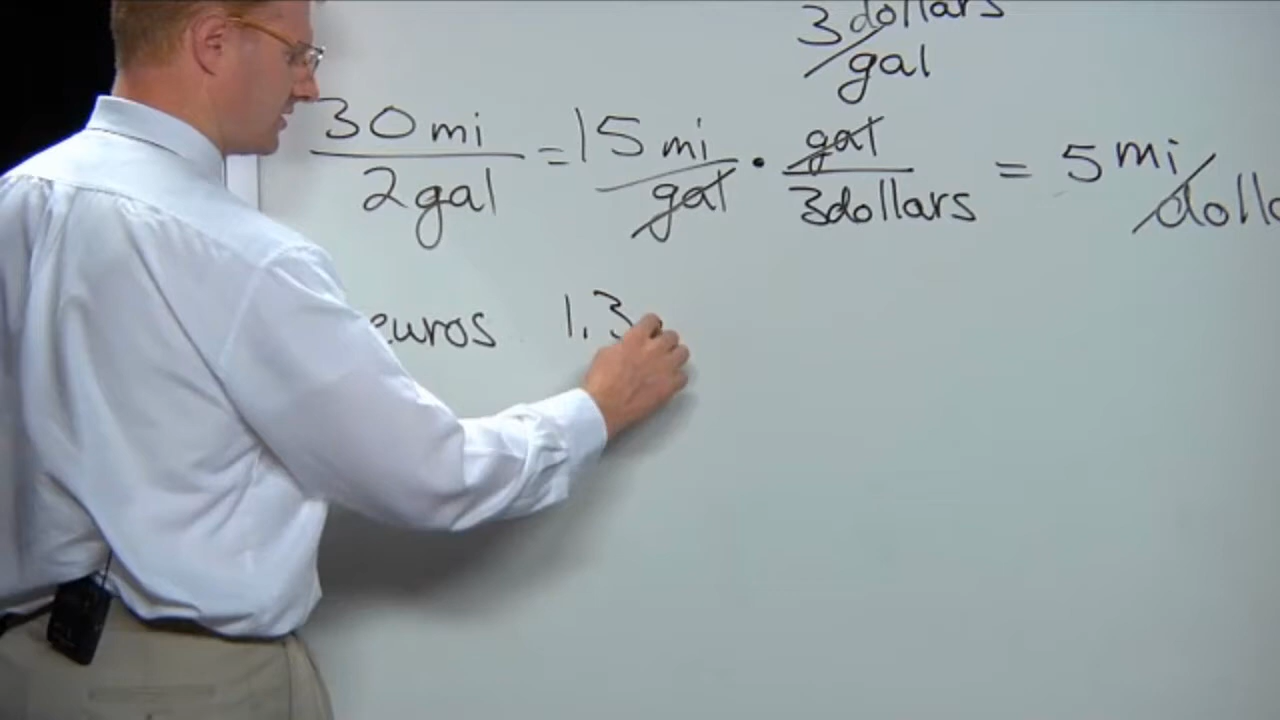 3 dollars/gal
30 mi/2 gal = 15 mi/gal · gal/3 dollars = 5 mi/
euros 1.3